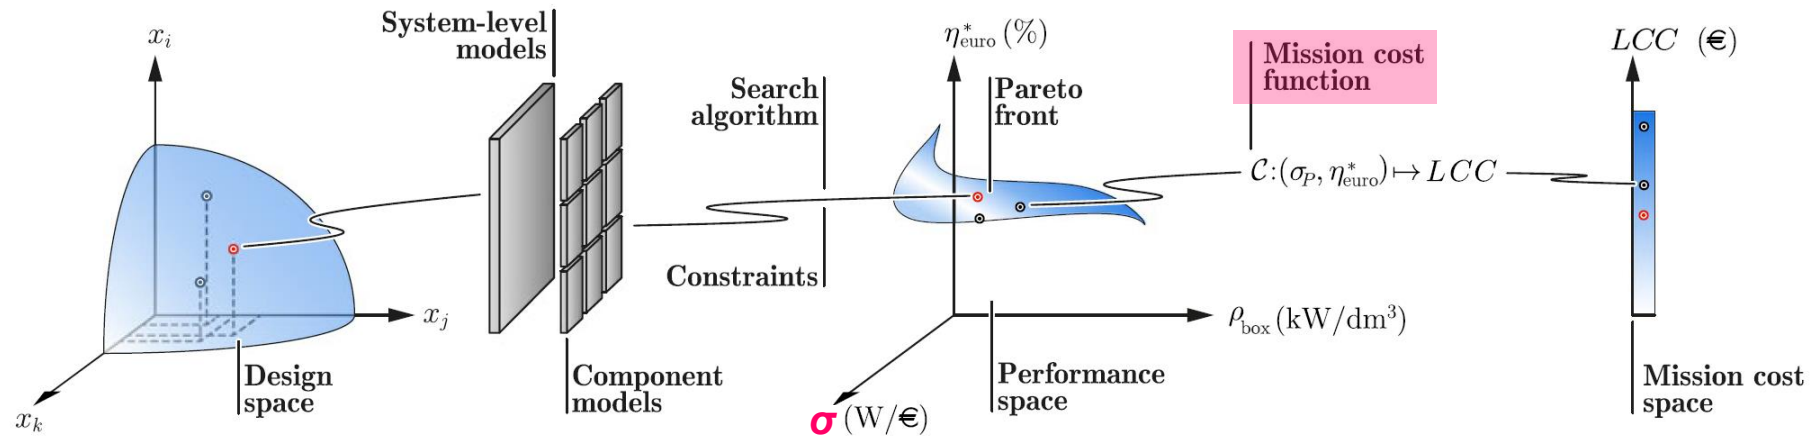 x_i
x_j
x_k
Design
space
System-level
models
Component
models
Search
algorithm
Constraints
η*_euro (%)
Pareto
front
ρ_box (kW/dm³)
σ (W/€)
Performance
space
Mission cost
function
C:(σ_P, η*_euro) ↦ LCC
LCC (€)
Mission cost
space